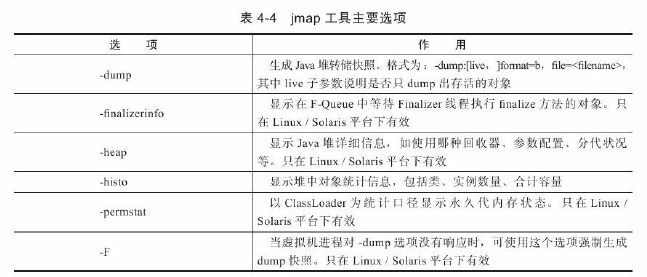 表 4-4 jmap 工具主要选项
选 项 作 用
-dump 生成 Java 堆转储快照。格式为：-dump:[live，]format=b，file=<filename>，
其中 live 子参数说明是否只 dump 出存活的对象
-finalizerinfo 显示在 F-Queue 中等待 Finalizer 线程执行 finalize 方法的对象。只
在 Linux / Solaris 平台下有效
-heap 显示 Java 堆详细信息，如使用哪种回收器、参数配置、分代状况
等。只在 Linux / Solaris 平台下有效
-histo 显示堆中对象统计信息，包括类、实例数量、合计容量
-permstat 以 ClassLoader 为统计口径显示永久代内存状态。只在 Linux /
Solaris 平台下有效
-F 当虚拟机进程对 -dump 选项没有响应时，可使用这个选项强制生成
dump 快照。只在 Linux / Solaris 平台下有效